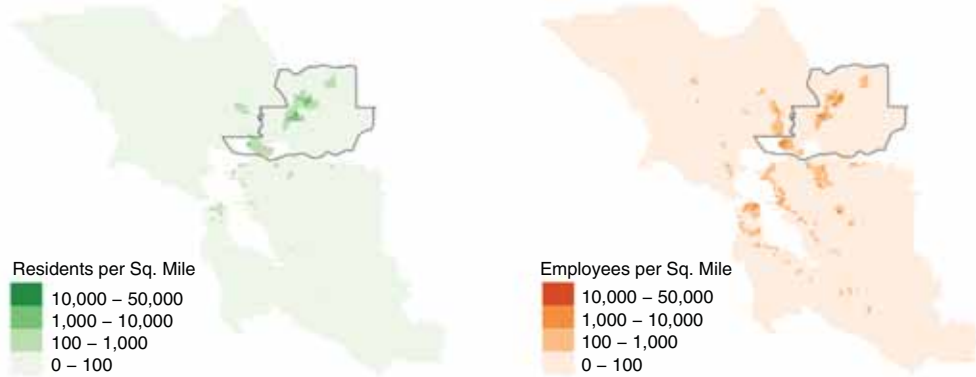 Residents per Sq. Mile
10,000 – 50,000
1,000 – 10,000
100 – 1,000
0 – 100
Employees per Sq. Mile
10,000 – 50,000
1,000 – 10,000
100 – 1,000
0 – 100